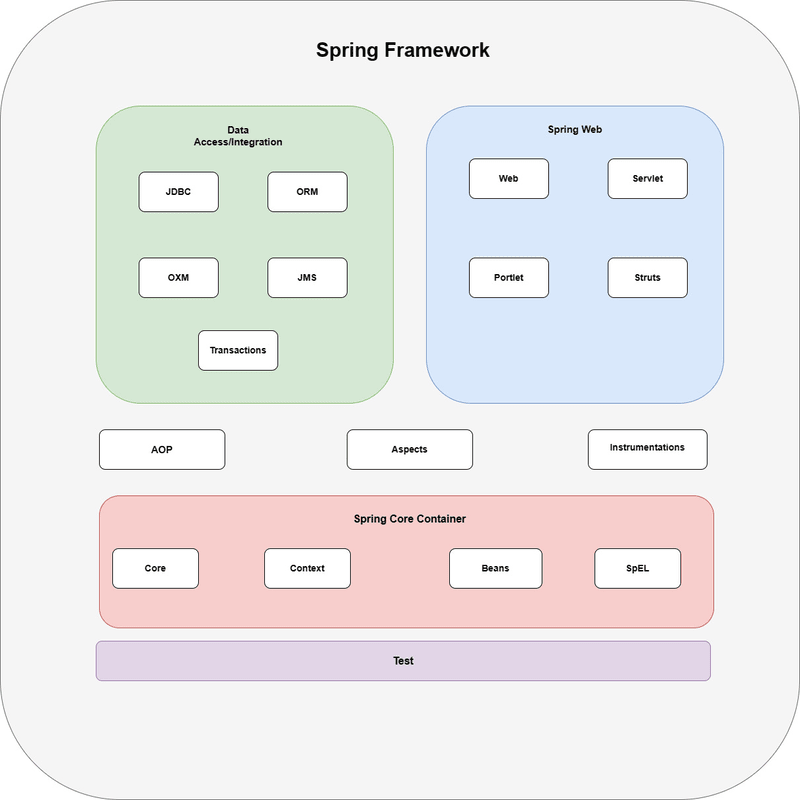 Spring Framework
Data
Access/Integration
JDBC
ORM
OXM
JMS
Transactions
Spring Web
Web
Servlet
Portlet
Struts
AOP
Aspects
Instrumentations
Spring Core Container
Core
Context
Beans
SpEL
Test